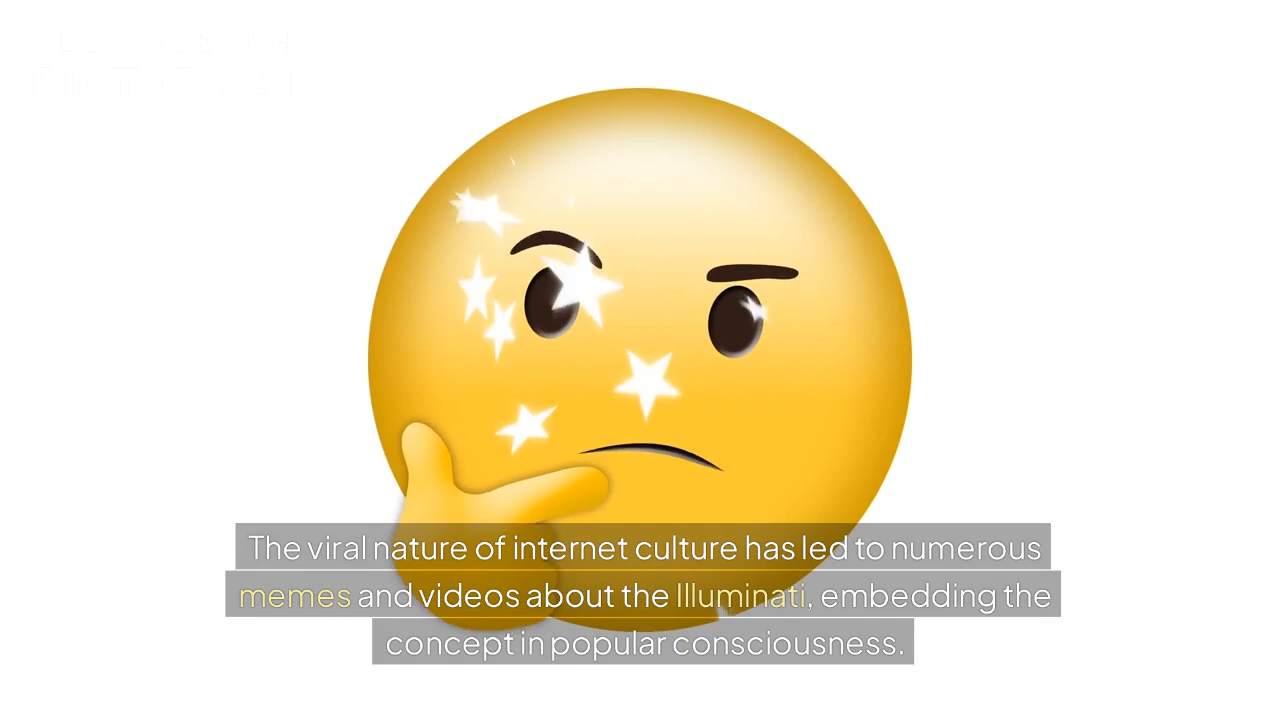 The viral nature of internet culture has led to numerous
memes and videos about the Illuminati, embedding the
concept in popular consciousness.